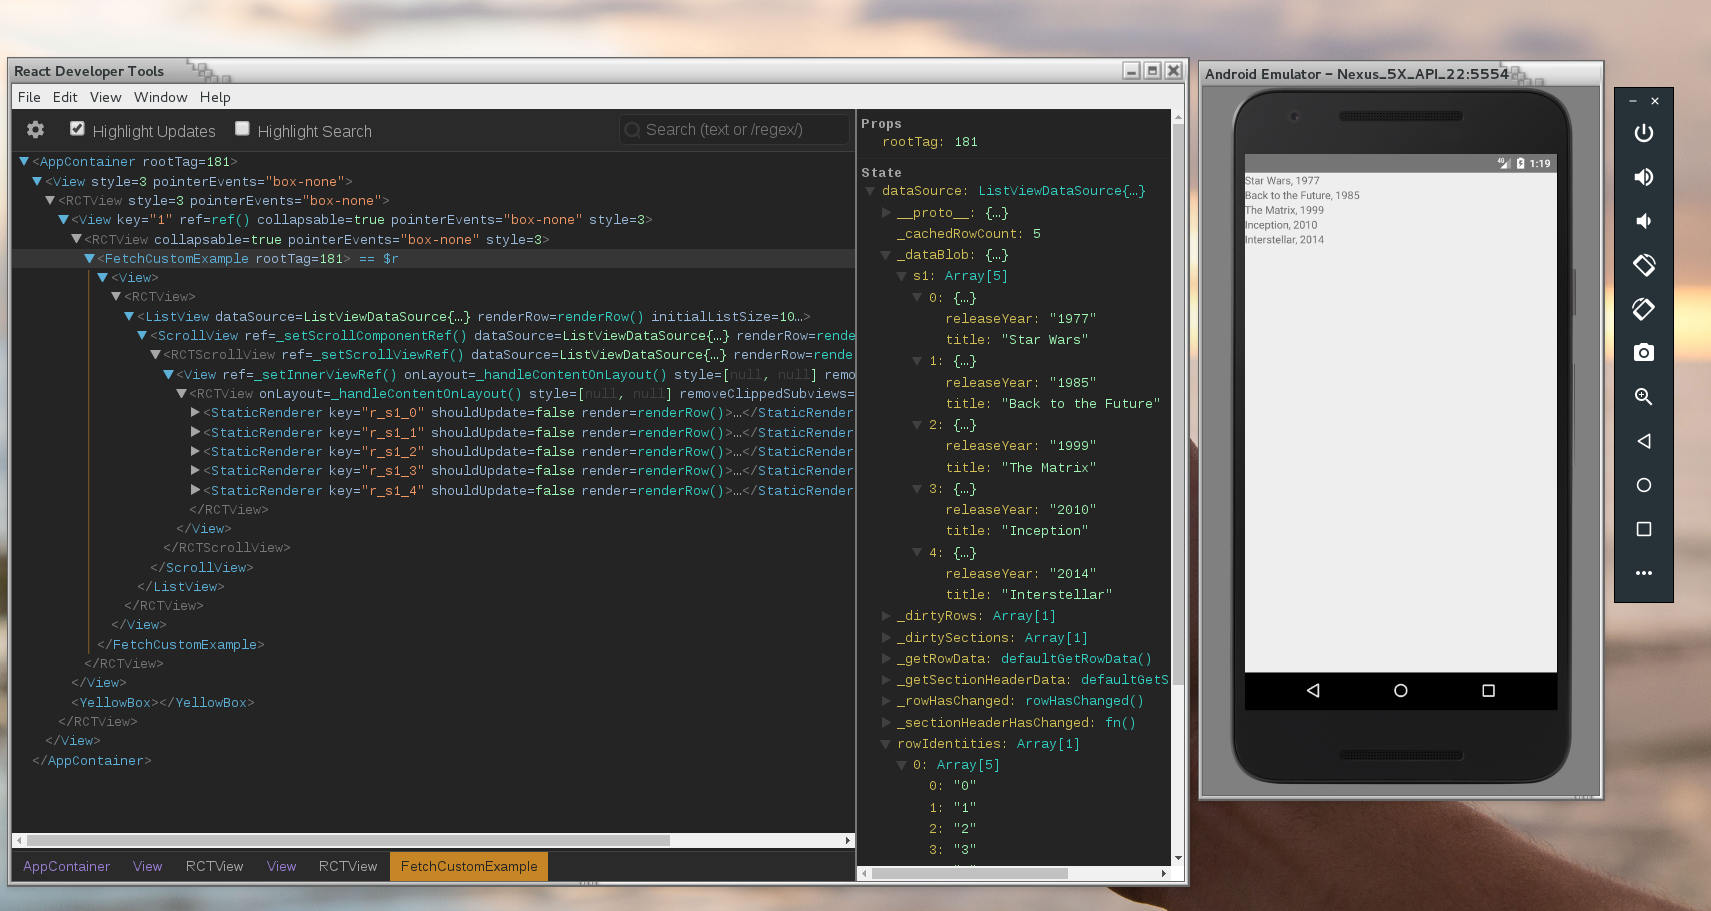 React Developer Tools
File Edit View Window Help
Highlight Updates Highlight Search Search (text or /regex/)
<AppContainer rootTag=181>
<View style=3 pointerEvents="box-none">
<RCTView style=3 pointerEvents="box-none">
<View key="1" ref=ref() collapsable=true pointerEvents="box-none" style=3>
<RCTView collapsable=true pointerEvents="box-none" style=3>
<FetchCustomExample rootTag=181> == $r
<View>
<RCTView>
<ListView dataSource=ListViewDataSource{…} renderRow=renderRow() initialListSize=10…>
<ScrollView ref=_setScrollComponentRef() dataSource=ListViewDataSource{…} renderRow=rende
<RCTScrollView ref=_setScrollViewRef() dataSource=ListViewDataSource{…} renderRow=rende
<View ref=_setInnerViewRef() onLayout=_handleContentOnLayout() style=[null, null] remo
<RCTView onLayout=_handleContentOnLayout() style=[null, null] removeClippedSubviews=
<StaticRenderer key="r_s1_0" shouldUpdate=false render=renderRow()>…</StaticRender
<StaticRenderer key="r_s1_1" shouldUpdate=false render=renderRow()>…</StaticRender
<StaticRenderer key="r_s1_2" shouldUpdate=false render=renderRow()>…</StaticRender
<StaticRenderer key="r_s1_3" shouldUpdate=false render=renderRow()>…</StaticRender
<StaticRenderer key="r_s1_4" shouldUpdate=false render=renderRow()>…</StaticRender
</RCTView>
</View>
</RCTScrollView>
</ScrollView>
</ListView>
</RCTView>
</View>
</FetchCustomExample>
</RCTView>
</View>
<YellowBox></YellowBox>
</RCTView>
</View>
</AppContainer>
AppContainer View RCTView View RCTView FetchCustomExample
Props
rootTag: 181
State
dataSource: ListViewDataSource{…}
__proto__: {…}
_cachedRowCount: 5
_dataBlob: {…}
s1: Array[5]
0: {…}
releaseYear: "1977"
title: "Star Wars"
1: {…}
releaseYear: "1985"
title: "Back to the Future"
2: {…}
releaseYear: "1999"
title: "The Matrix"
3: {…}
releaseYear: "2010"
title: "Inception"
4: {…}
releaseYear: "2014"
title: "Interstellar"
_dirtyRows: Array[1]
_dirtySections: Array[1]
_getRowData: defaultGetRowData()
_getSectionHeaderData: defaultGetS
_rowHasChanged: rowHasChanged()
_sectionHeaderHasChanged: fn()
rowIdentities: Array[1]
0: Array[5]
0: "0"
1: "1"
2: "2"
3: "3"
Android Emulator - Nexus_5X_API_22:5554
4G 1:19
Star Wars, 1977
Back to the Future, 1985
The Matrix, 1999
Inception, 2010
Interstellar, 2014